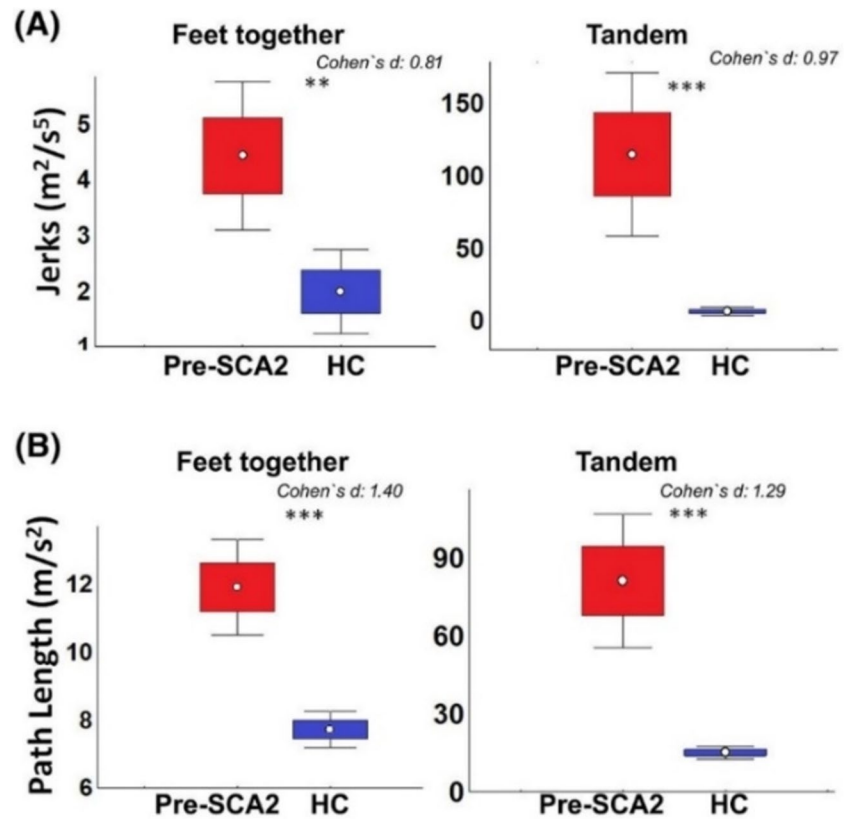 (A)
Feet together
Cohen`s d: 0.81
**
Jerks (m²/s⁵)
5
4
3
2
1
Pre-SCA2 HC
Tandem
Cohen`s d: 0.97
***
150
100
50
0
Pre-SCA2 HC
(B)
Feet together
Cohen`s d: 1.40
***
Path Length (m/s²)
12
10
8
6
Pre-SCA2 HC
Tandem
Cohen`s d: 1.29
***
90
60
30
0
Pre-SCA2 HC